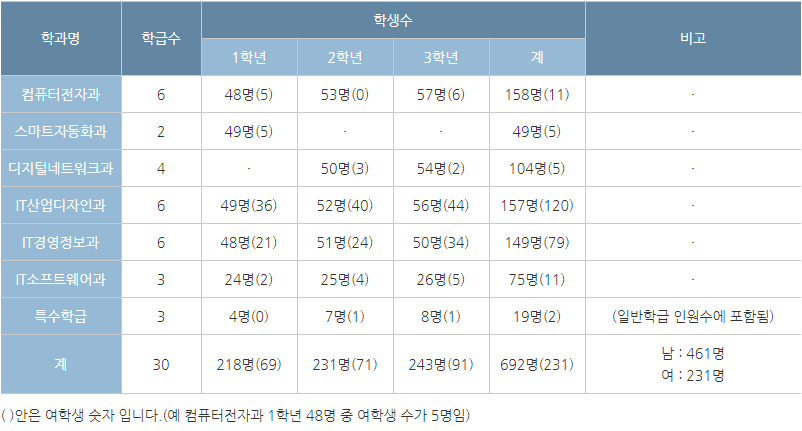 학과명 학급수 학생수 비고
1학년 2학년 3학년 계
컴퓨터전자과 6 48명(5) 53명(0) 57명(6) 158명(11) ·
스마트자동화과 2 49명(5) · · 49명(5) ·
디지털네트워크과 4 · 50명(3) 54명(2) 104명(5) ·
IT산업디자인과 6 49명(36) 52명(40) 56명(44) 157명(120) ·
IT경영정보과 6 48명(21) 51명(24) 50명(34) 149명(79) ·
IT소프트웨어과 3 24명(2) 25명(4) 26명(5) 75명(11) ·
특수학급 3 4명(0) 7명(1) 8명(1) 19명(2) (일반학급 인원수에 포함됨)
계 30 218명(69) 231명(71) 243명(91) 692명(231) 남 : 461명
여 : 231명
( )안은 여학생 숫자 입니다.(예 컴퓨터전자과 1학년 48명 중 여학생 수가 5명임)